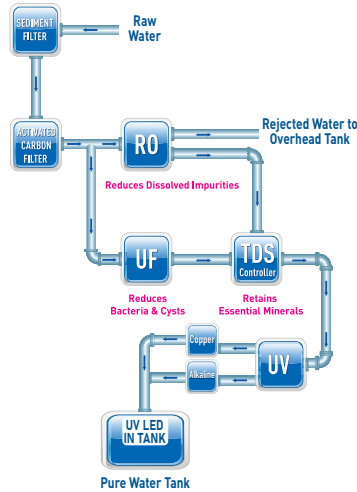 SEDIMENT
FILTER
Raw
Water
ACTIVATED
CARBON
FILTER
RO
Rejected Water to
Overhead Tank
Reduces Dissolved Impurities
UF
TDS
Controller
Reduces
Bacteria & Cysts
Retains
Essential Minerals
Copper
Alkaline
UV
UV LED
IN TANK
Pure Water Tank